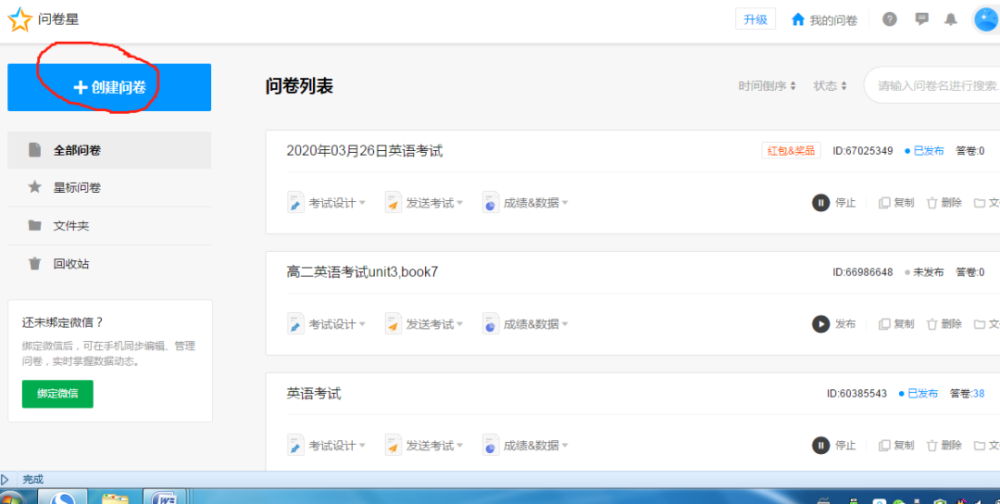 问卷星
升级 我的问卷
创建问卷
全部问卷
星标问卷
文件夹
回收站
还未绑定微信？
绑定微信后，可在手机同步编辑、管理
问卷，实时掌握数据动态。
绑定微信
问卷列表
时间倒序 状态 请输入问卷名进行搜索
2020年03月26日英语考试
红包&奖品 ID:67025349 已发布 答卷:0
考试设计 发送考试 成绩&数据
停止 复制 删除 文
高二英语考试unit3,book7
ID:66986648 未发布 答卷:0
考试设计 发送考试 成绩&数据
发布 复制 删除 文
英语考试
ID:60385543 已发布 答卷:38
考试设计 发送考试 成绩&数据
停止 复制 删除 文
完成